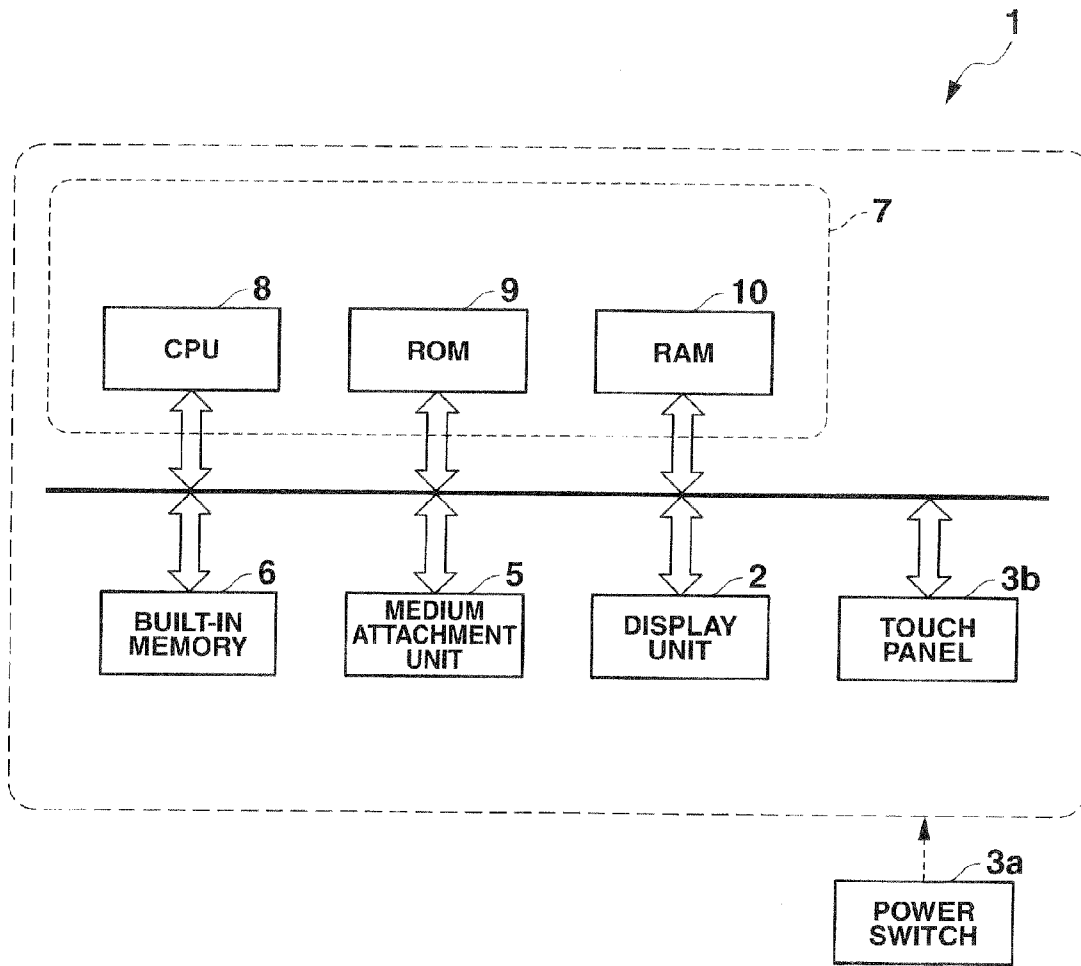 1
7
8
9
10
CPU
ROM
RAM
6
5
2
3b
BUILT-IN
MEMORY
MEDIUM
ATTACHMENT
UNIT
DISPLAY
UNIT
TOUCH
PANEL
3a
POWER
SWITCH